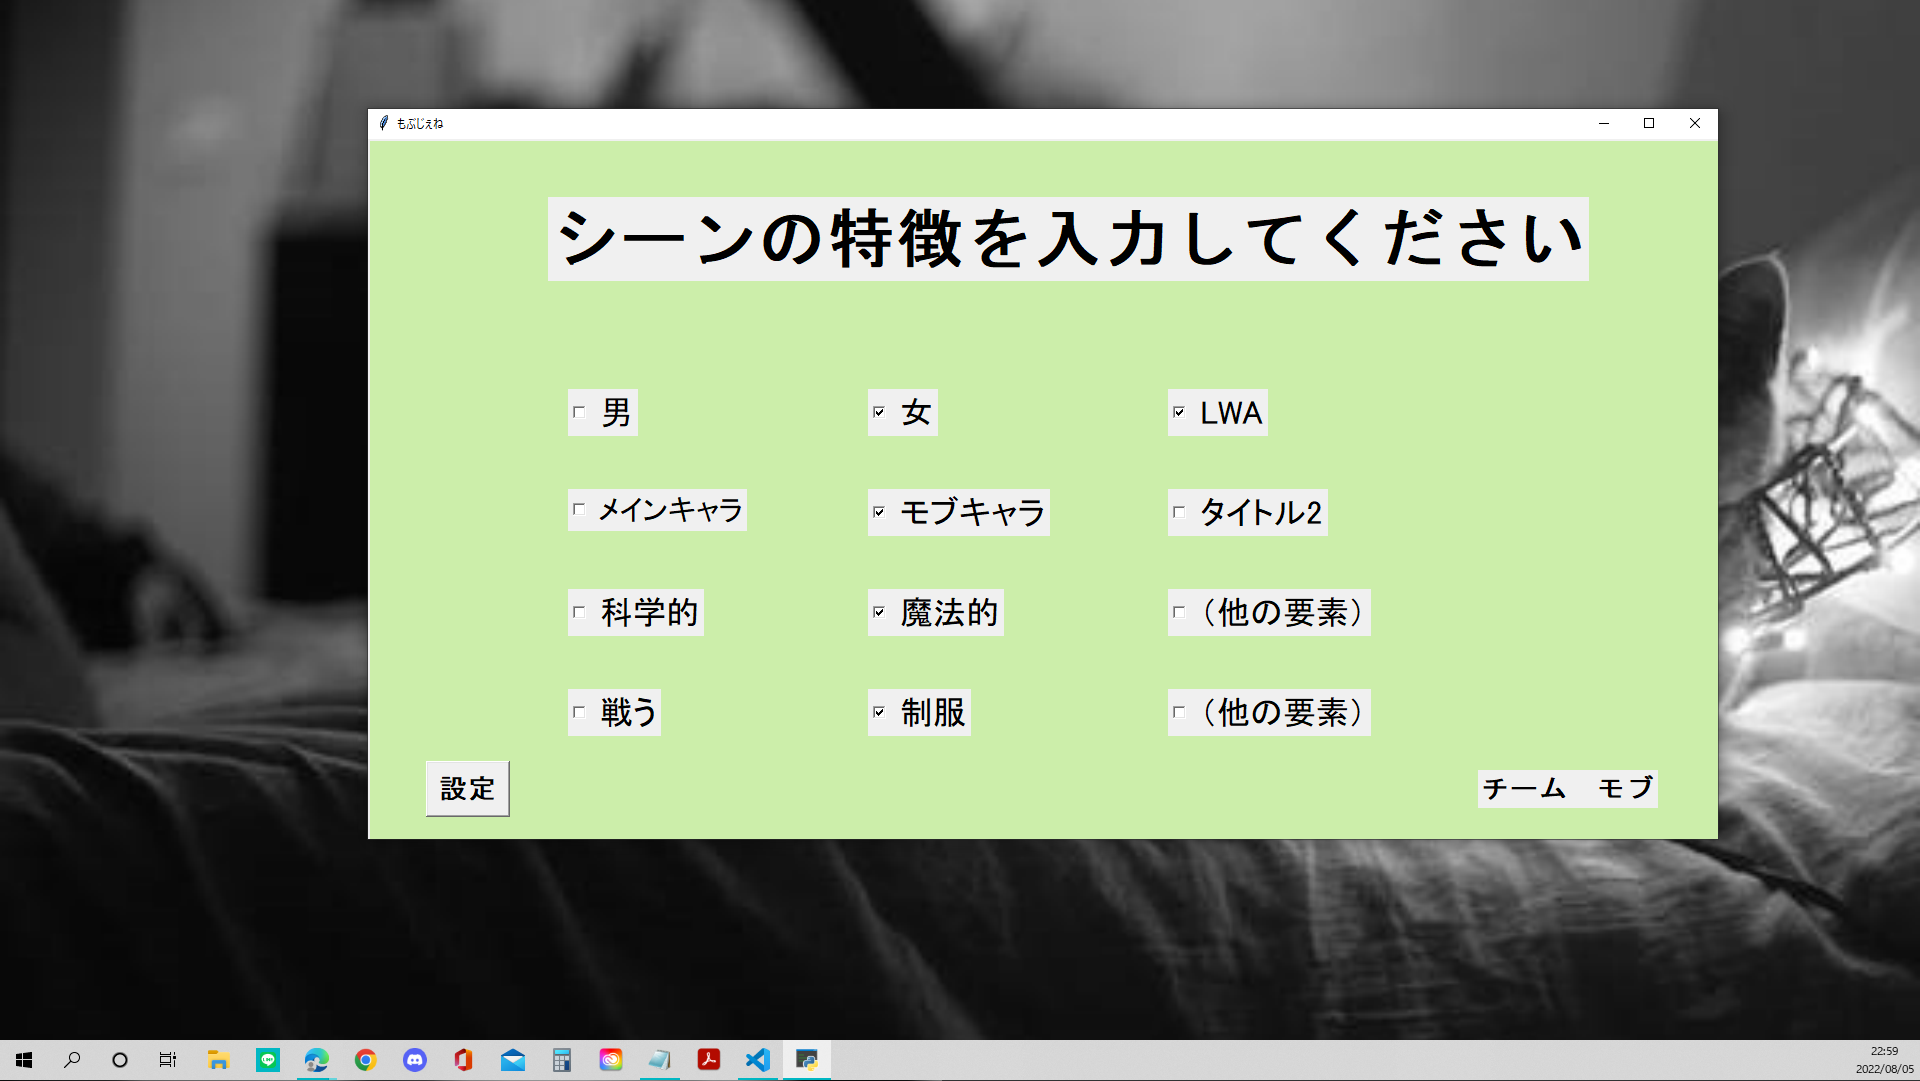 もぶじぇね
シーンの特徴を入力してください
男 女 LWA
メインキャラ モブキャラ タイトル2
科学的 魔法的 （他の要素）
戦う 制服 （他の要素）
設定 チーム　モブ
22:59
2022/08/05